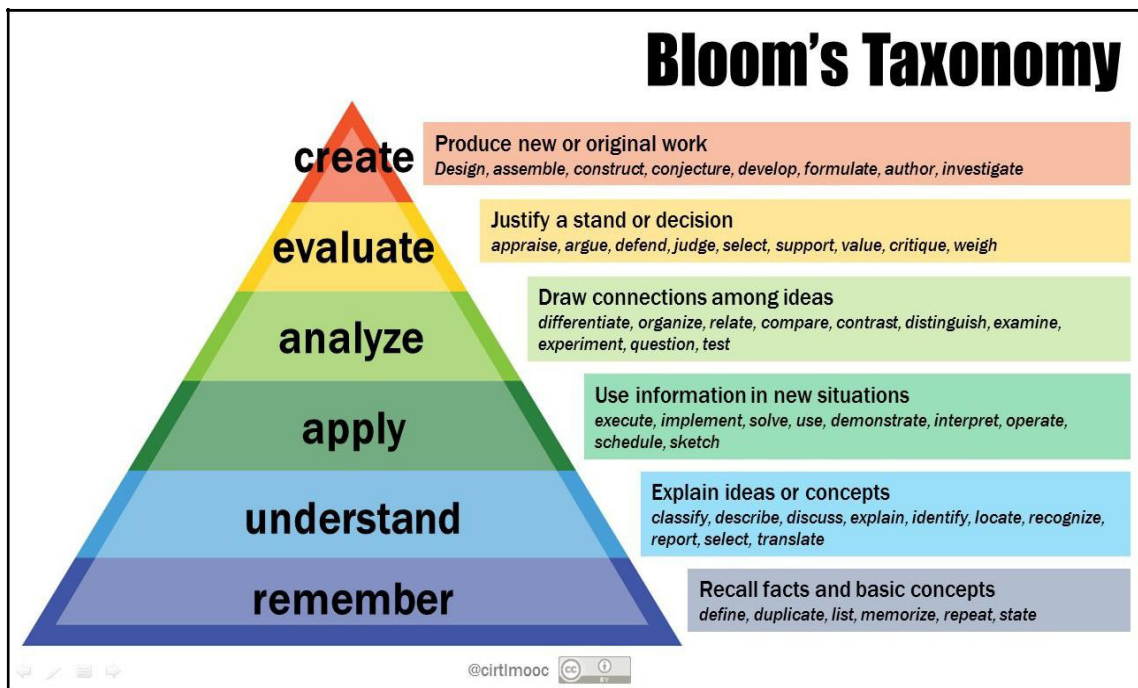 Bloom's Taxonomy
create
Produce new or original work
Design, assemble, construct, conjecture, develop, formulate, author, investigate
evaluate
Justify a stand or decision
appraise, argue, defend, judge, select, support, value, critique, weigh
analyze
Draw connections among ideas
differentiate, organize, relate, compare, contrast, distinguish, examine,
experiment, question, test
apply
Use information in new situations
execute, implement, solve, use, demonstrate, interpret, operate,
schedule, sketch
understand
Explain ideas or concepts
classify, describe, discuss, explain, identify, locate, recognize,
report, select, translate
remember
Recall facts and basic concepts
define, duplicate, list, memorize, repeat, state
@cirtlmooc
cc
BY